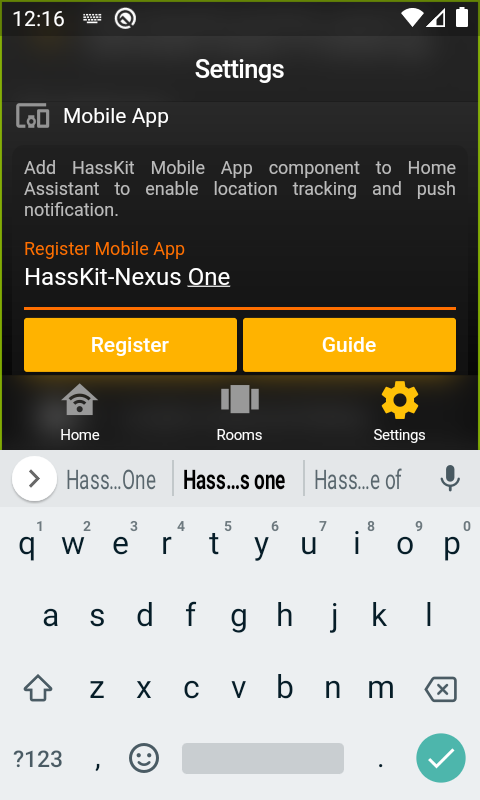 12:16
Settings
Mobile App
Add HassKit Mobile App component to Home
Assistant to enable location tracking and push
notification.
Register Mobile App
HassKit-Nexus One
Register Guide
Home Rooms Settings
Hass...One Hass...s one Hass...e of
1 2 3 4 5 6 7 8 9 0
q w e r t y u i o p
a s d f g h j k l
z x c v b n m
?123 , .